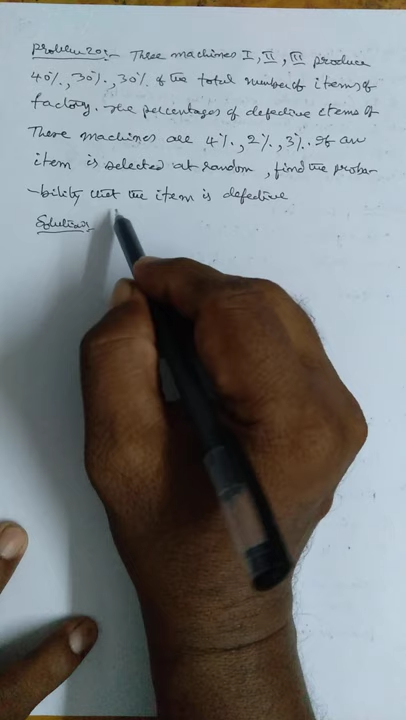 Problem 20:- Three machines I, II, III produce
40%, 30%, 30% of the total number of items of
factory. The percentages of defective items of
These machines are 4%, 2%, 3%. If an
item is selected at random, find the proba-
-bility that the item is defective
Solution: